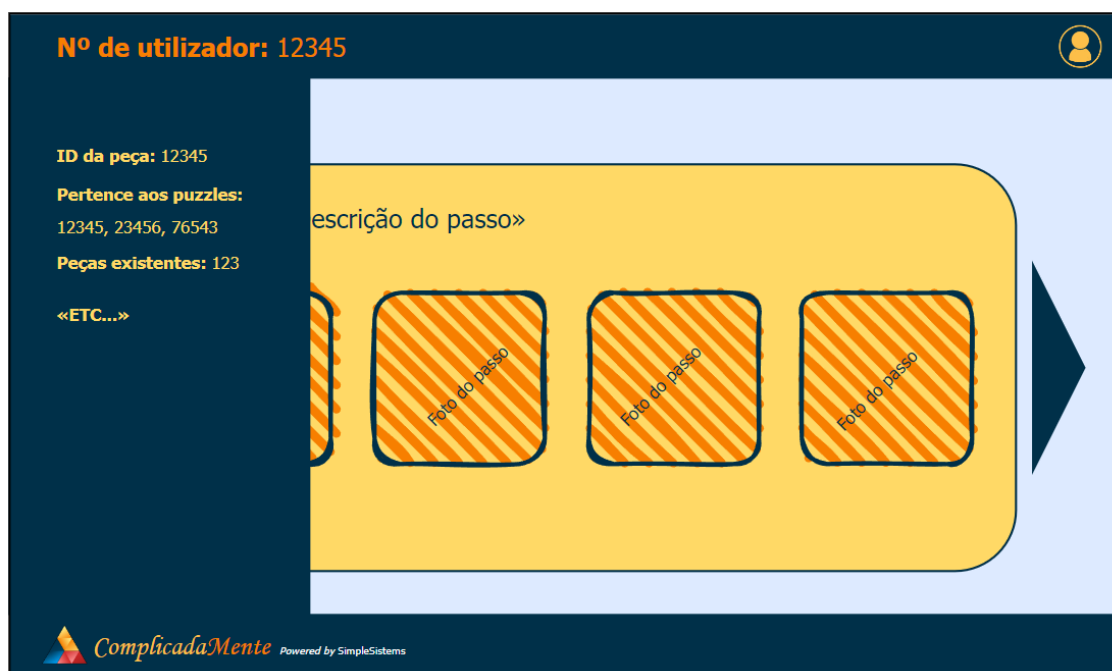 Nº de utilizador: 12345
ID da peça: 12345
Pertence aos puzzles:
12345, 23456, 76543
Peças existentes: 123
«ETC...»
escrição do passo»
Foto do passo
Foto do passo
Foto do passo
ComplicadaMente Powered by SimpleSistems